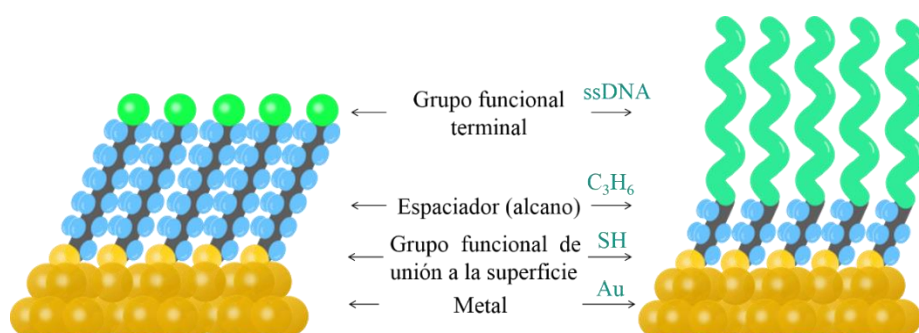 Grupo funcional ssDNA
terminal
C₃H₆
Espaciador (alcano)
Grupo funcional de SH
unión a la superficie
Au
Metal